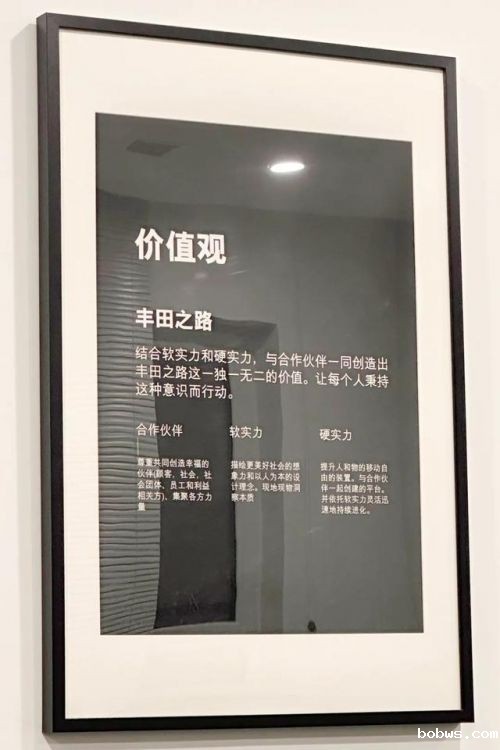 价值观
丰田之路
结合软实力和硬实力，与合作伙伴一同创造出
丰田之路这一独一无二的价值。让每个人秉持
这种意识而行动。
合作伙伴
尊重共同创造幸福的
伙伴(顾客，社会，社
会团体、员工和利益
相关方)、集聚各方力
量
软实力
描绘更美好社会的想
象力和以人为本的设
计理念。现地现物洞
察本质
硬实力
提升人和物的移动自
由的装置。与合作伙
伴一起创建的平台。
并依托软实力灵活迅
速地持续进化。
bobws.com